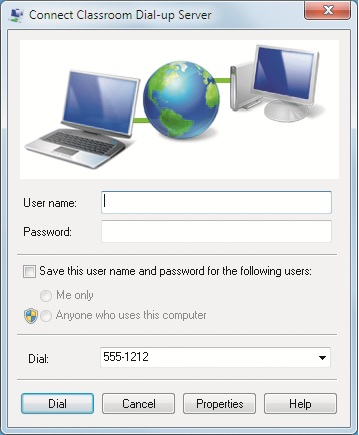 Connect Classroom Dial-up Server
User name:
Password:
Save this user name and password for the following users:
Me only
Anyone who uses this computer
Dial: 555-1212
Dial Cancel Properties Help